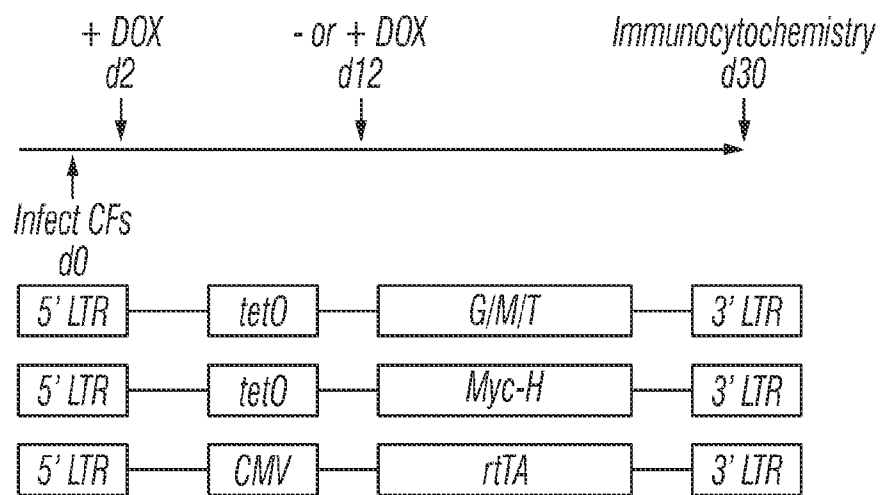 + DOX
d2
- or + DOX
d12
Immunocytochemistry
d30
Infect CFs
d0
5' LTR tetO G/M/T 3' LTR
5' LTR tetO Myc-H 3' LTR
5' LTR CMV rtTA 3' LTR